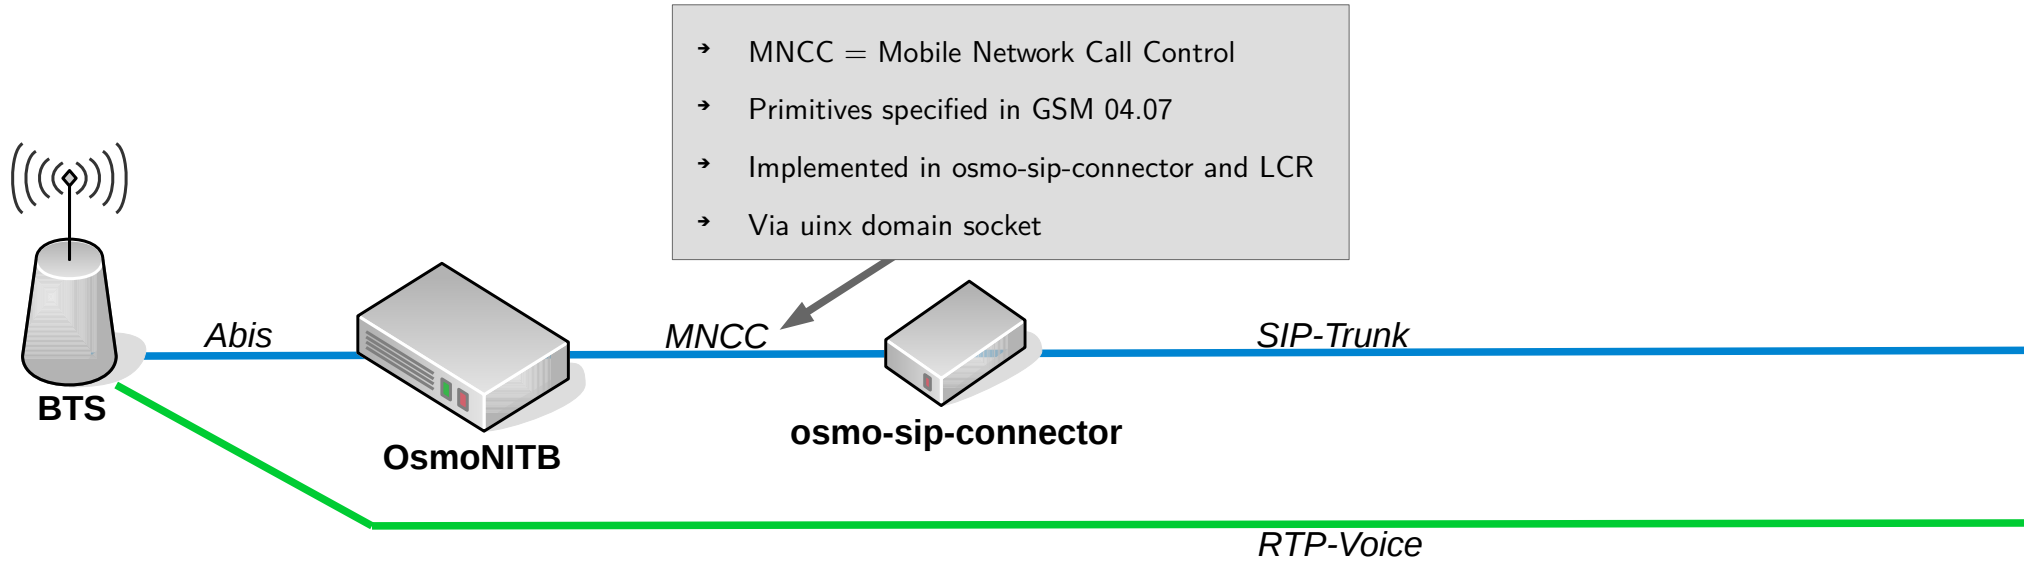 ➔ MNCC = Mobile Network Call Control
➔ Primitives specified in GSM 04.07
➔ Implemented in osmo-sip-connector and LCR
➔ Via uinx domain socket
Abis
MNCC
SIP-Trunk
BTS
OsmoNITB
osmo-sip-connector
RTP-Voice